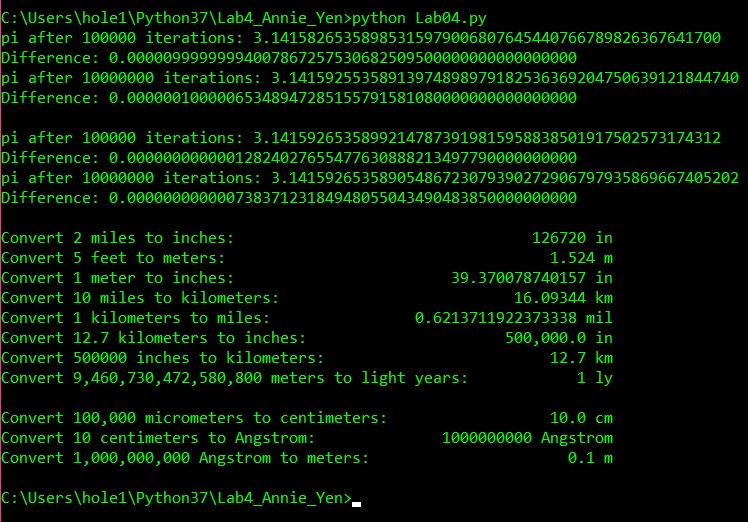 C:\Users\hole1\Python37\Lab4_Annie_Yen>python Lab04.py
pi after 100000 iterations: 3.1415826535898531597900680764544076678982636764170​0
Difference: 0.00000999999994007867257530682509500000000000000000
pi after 10000000 iterations: 3.14159255358913974898979182536369204750639121844740
Difference: 0.00000010000065348947285155791581080000000000000000
pi after 100000 iterations: 3.1415926535899214787391981595883850191750257317431​2
Difference: 0.00000000000012824027655477630888213497790000000000
pi after 10000000 iterations: 3.14159265358905486723079390272906797935869667405202
Difference: 0.00000000000073837123184948055043490483850000000000
Convert 2 miles to inches: 126720 in
Convert 5 feet to meters: 1.524 m
Convert 1 meter to inches: 39.370078740157 in
Convert 10 miles to kilometers: 16.09344 km
Convert 1 kilometers to miles: 0.6213711922373338 mil
Convert 12.7 kilometers to inches: 500,000.0 in
Convert 500000 inches to kilometers: 12.7 km
Convert 9,460,730,472,580,800 meters to light years: 1 ly
Convert 100,000 micrometers to centimeters: 10.0 cm
Convert 10 centimeters to Angstrom: 1000000000 Angstrom
Convert 1,000,000,000 Angstrom to meters: 0.1 m
C:\Users\hole1\Python37\Lab4_Annie_Yen>